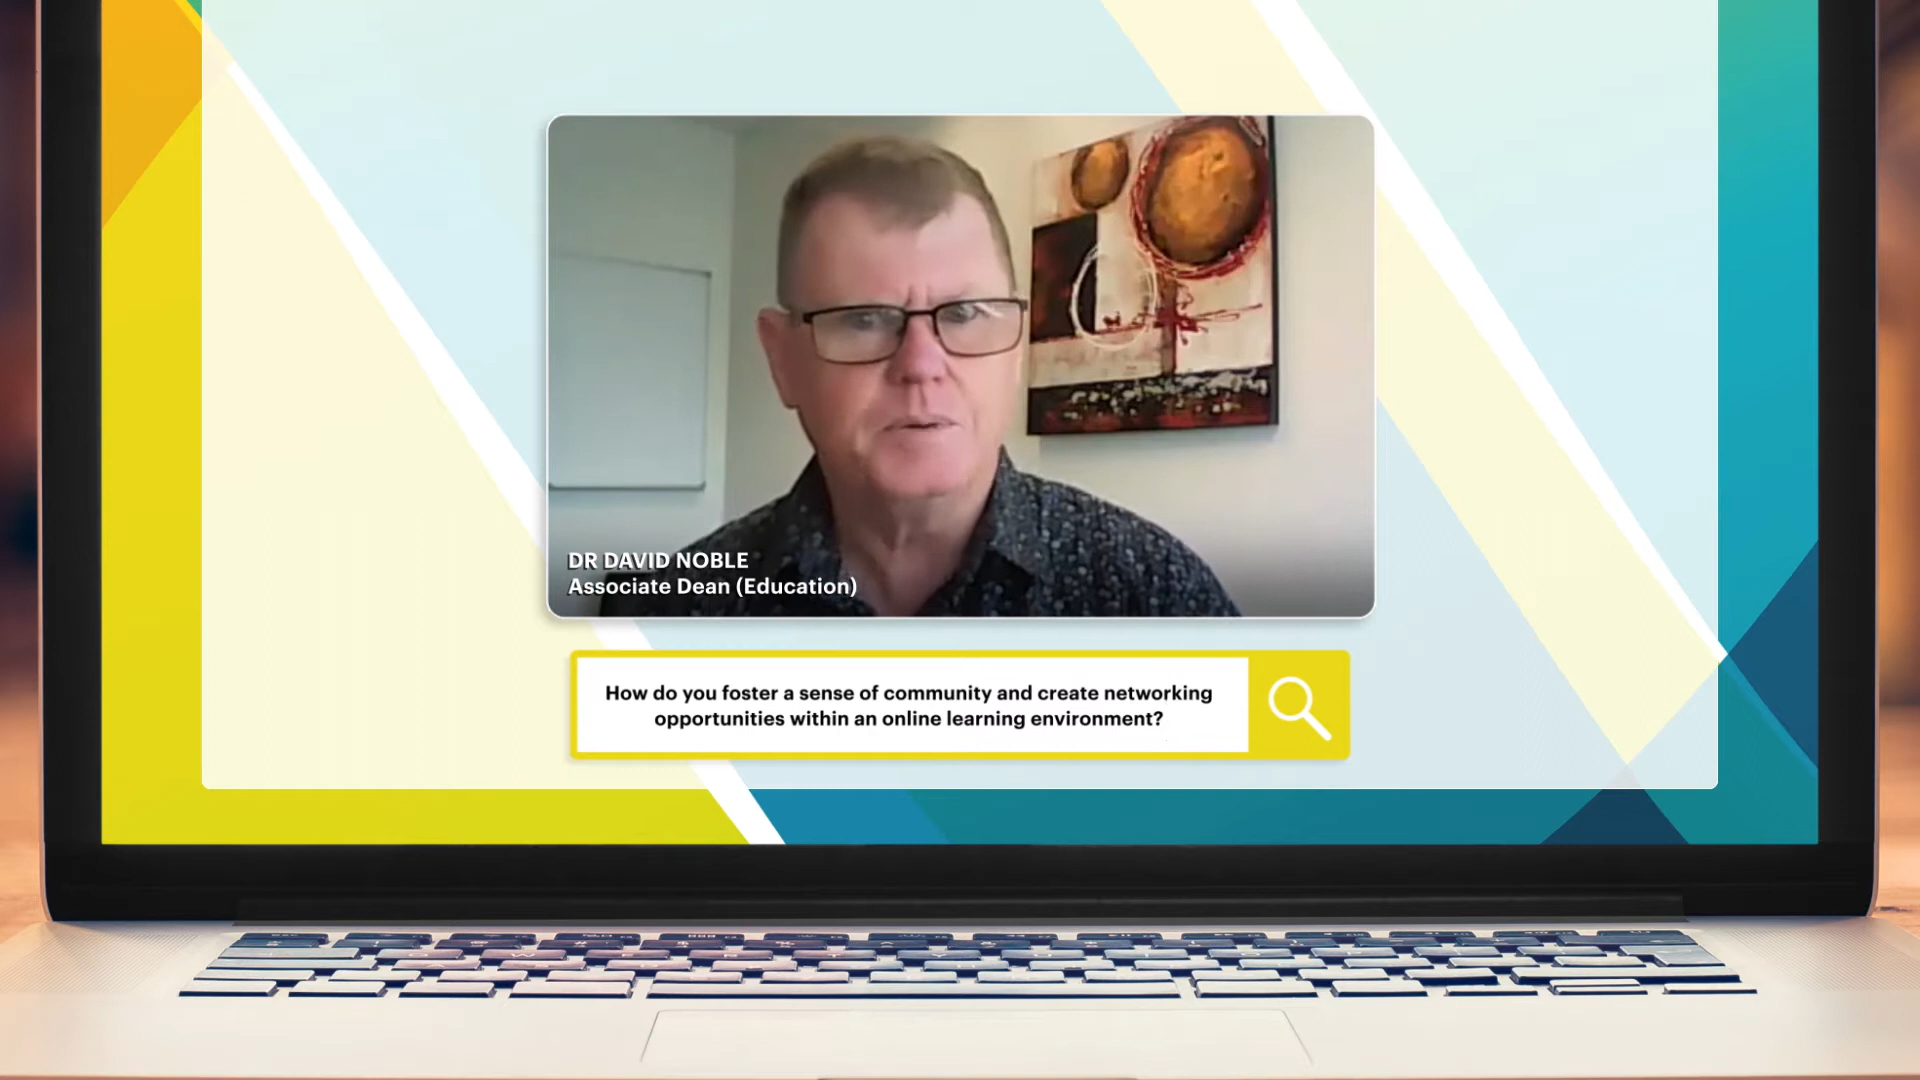 DR DAVID NOBLE
Associate Dean (Education)
How do you foster a sense of community and create networking
opportunities within an online learning environment?